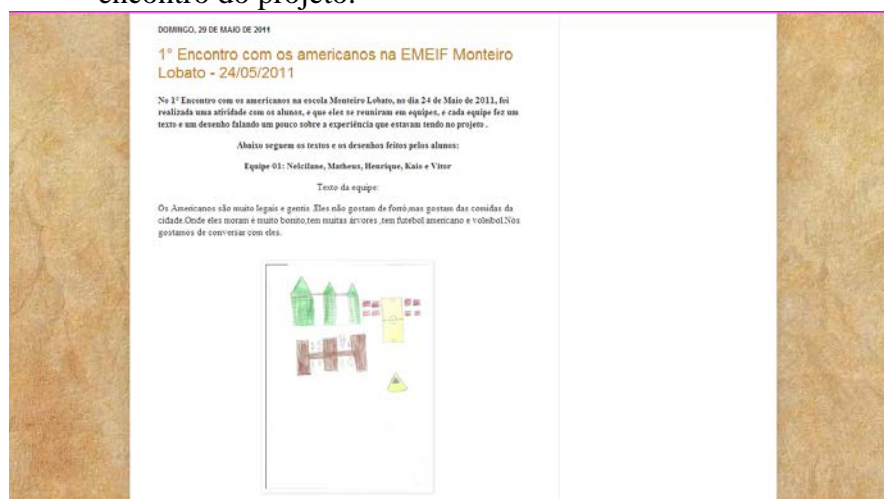 encontro do projeto.
DOMINGO, 29 DE MAIO DE 2011
1º Encontro com os americanos na EMEIF Monteiro
Lobato - 24/05/2011
No 1º Encontro com os americanos na escola Monteiro Lobato, no dia 24 de Maio de 2011, foi
realizada uma atividade com os alunos, e que eles se reuniram em equipes, e cada equipe fez um
texto e um desenho falando um pouco sobre a experiência que estavam tendo no projeto .
Abaixo seguem os textos e os desenhos feitos pelos alunos:
Equipe 01: Nelcilane, Matheus, Henrique, Kaio e Vitor
Texto da equipe:
Os Americanos são muito legais e gentis .Eles não gostam de forró,mas gostam das comidas da
cidade.Onde eles moram é muito bonito,tem muitas árvores ,tem futebol americano e voleibol.Nós
gostamos de conversar com eles.